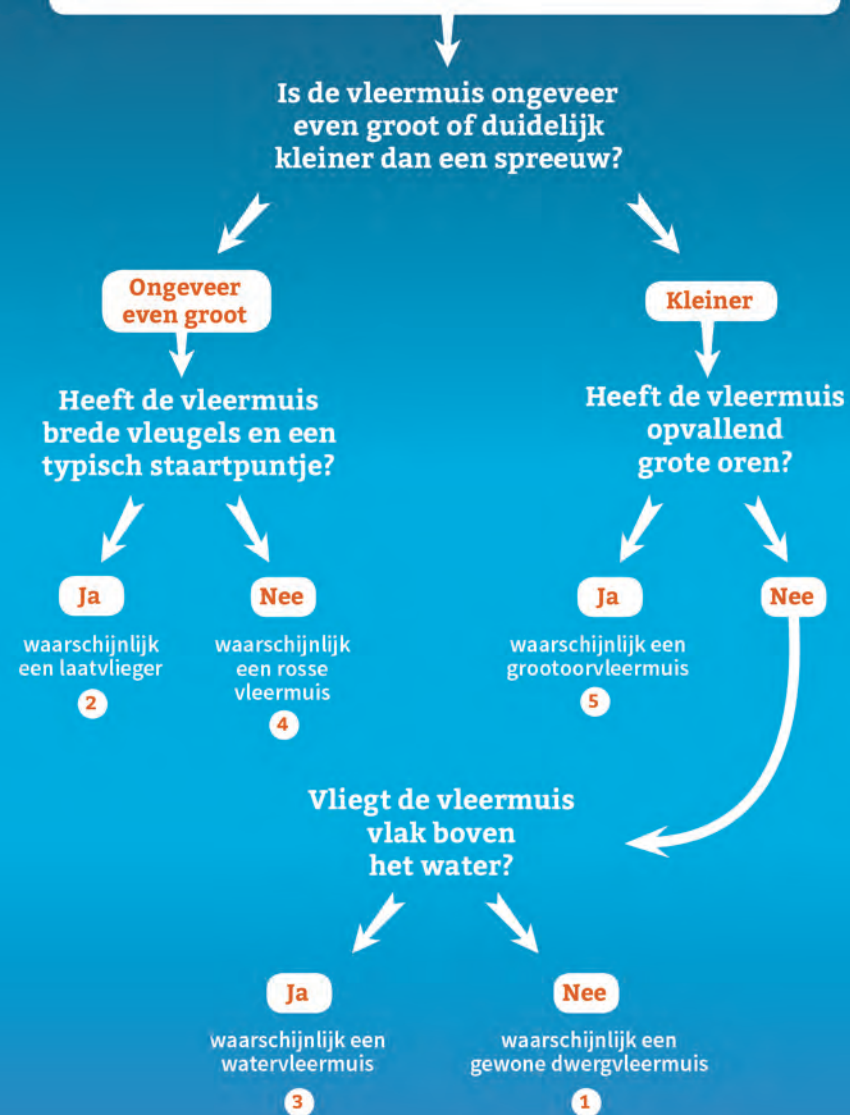 Is de vleermuis ongeveer
even groot of duidelijk
kleiner dan een spreeuw?
Ongeveer
even groot
Kleiner
Heeft de vleermuis
brede vleugels en een
typisch staartpuntje?
Heeft de vleermuis
opvallend
grote oren?
Ja
Nee
Ja
Nee
waarschijnlijk
een laatvlieger
2
waarschijnlijk
een rosse
vleermuis
4
waarschijnlijk een
grootoorvleermuis
5
Vliegt de vleermuis
vlak boven
het water?
Ja
Nee
waarschijnlijk een
watervleermuis
3
waarschijnlijk een
gewone dwergvleermuis
1